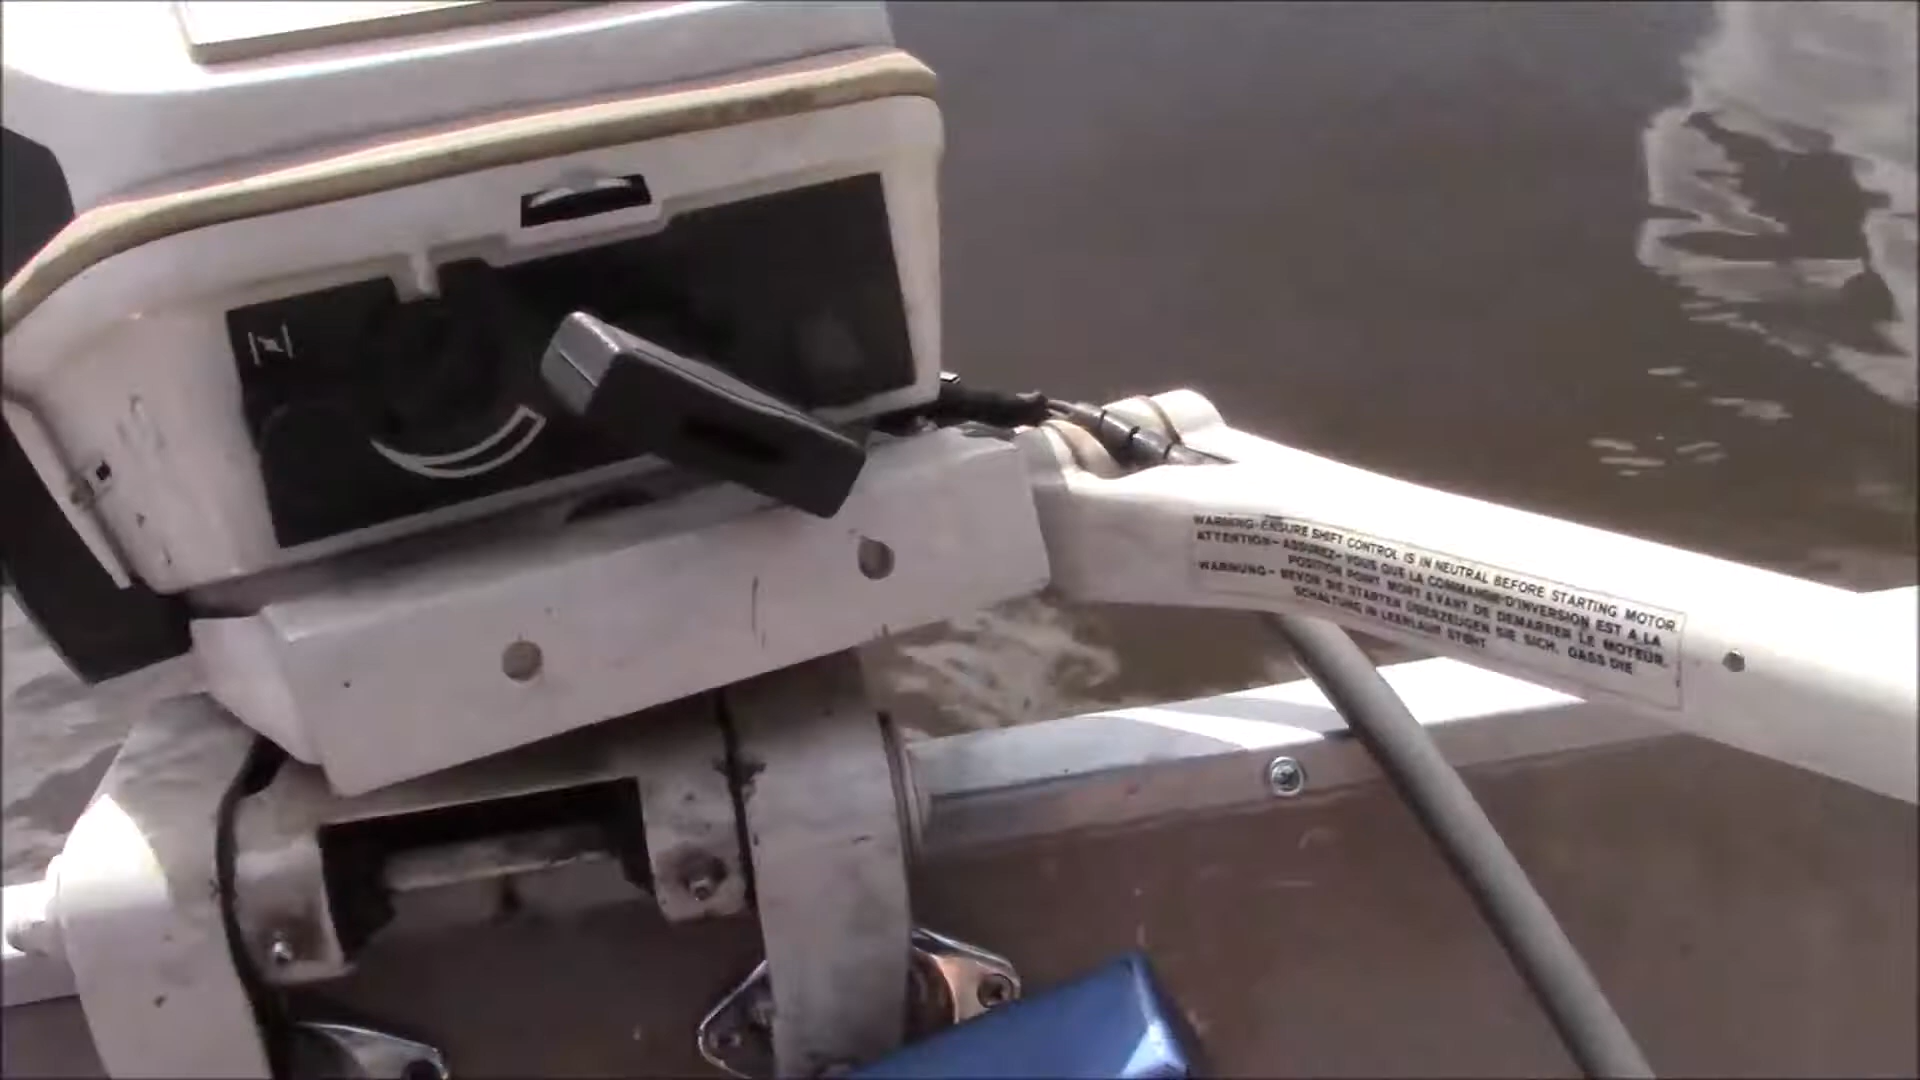 WARNING-ENSURE SHIFT CONTROL IS IN NEUTRAL BEFORE STARTING MOTOR.
ATTENTION- ASSUREZ-VOUS QUE LA COMMANDE D'INVERSION EST A LA
POSITION POINT MORT AVANT DE DEMARRER LE MOTEUR.
WARNUNG- BEVOR SIE STARTEN ÜBERZEUGEN SIE SICH, DASS DIE
SCHALTUNG IN LEERLAUF STEHT